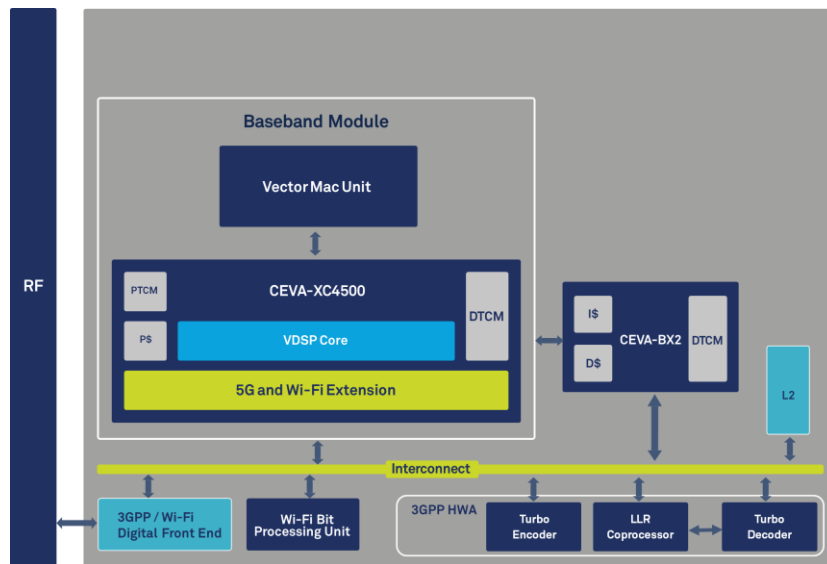 RF
Baseband Module
Vector Mac Unit
CEVA-XC4500
PTCM
P$
VDSP Core
DTCM
5G and Wi-Fi Extension
I$
D$
CEVA-BX2
DTCM
L2
Interconnect
3GPP / Wi-Fi
Digital Front End
Wi-Fi Bit
Processing Unit
3GPP HWA
Turbo
Encoder
LLR
Coprocessor
Turbo
Decoder